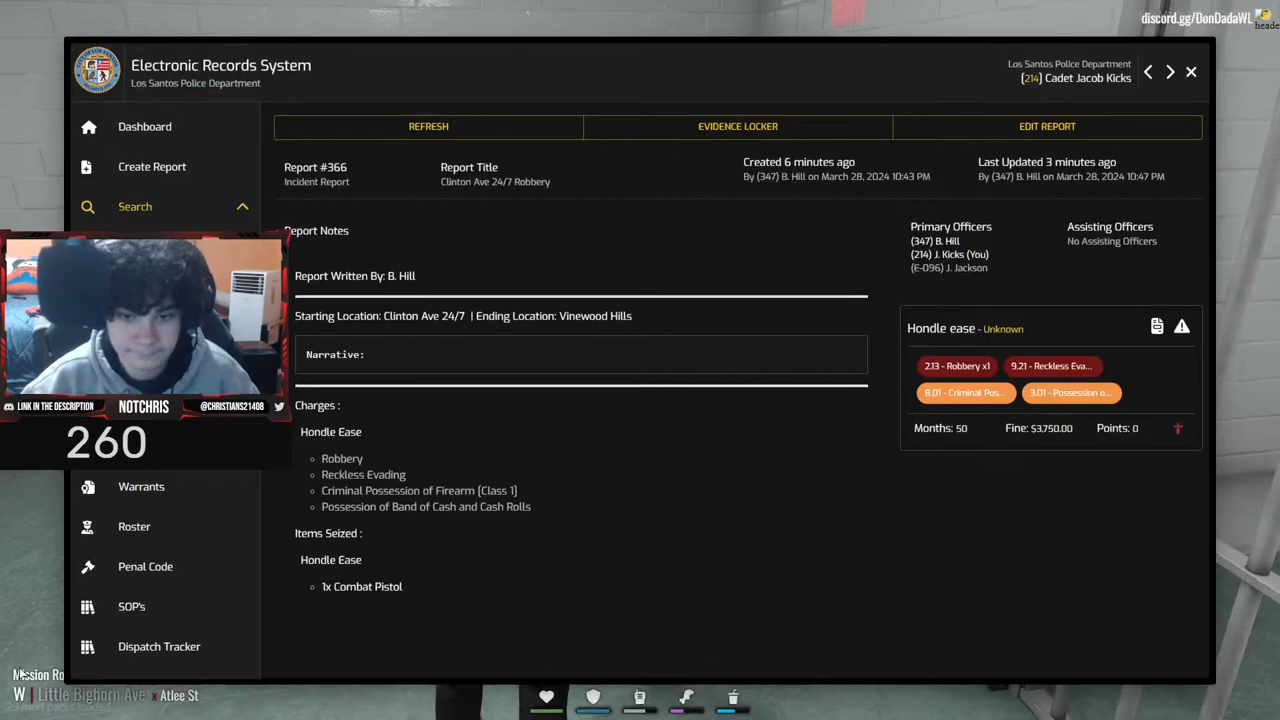 discord.gg/DonDadaWL
heade
Electronic Records System
Los Santos Police Department
Los Santos Police Department
[214] Cadet Jacob Kicks
Dashboard
Create Report
Search
Warrants
Roster
Penal Code
SOP's
Dispatch Tracker
REFRESH
EVIDENCE LOCKER
EDIT REPORT
Report #366
Incident Report
Report Title
Clinton Ave 24/7 Robbery
Created 6 minutes ago
By (347) B. Hill on March 28, 2024 10:43 PM
Last Updated 3 minutes ago
By (347) B. Hill on March 28, 2024 10:47 PM
Report Notes
Report Written By: B. Hill
Starting Location: Clinton Ave 24/7 | Ending Location: Vinewood Hills
Narrative:
Charges :
Hondle Ease
Robbery
Reckless Evading
Criminal Possession of Firearm [Class 1]
Possession of Band of Cash and Cash Rolls
Items Seized :
Hondle Ease
1x Combat Pistol
Primary Officers
(347) B. Hill
(214) J. Kicks (You)
(E-096) J. Jackson
Assisting Officers
No Assisting Officers
Hondle ease - Unknown
2.13 - Robbery x1
9.21 - Reckless Eva...
8.01 - Criminal Pos...
3.01 - Possession o...
Months: 50
Fine: $3,750.00
Points: 0
LINK IN THE DESCRIPTION
NOTCHRIS
@CHRISTIANS21408
260
Mission Ro
W | Little Bighorn Ave x Atlee St
mod packs loaded